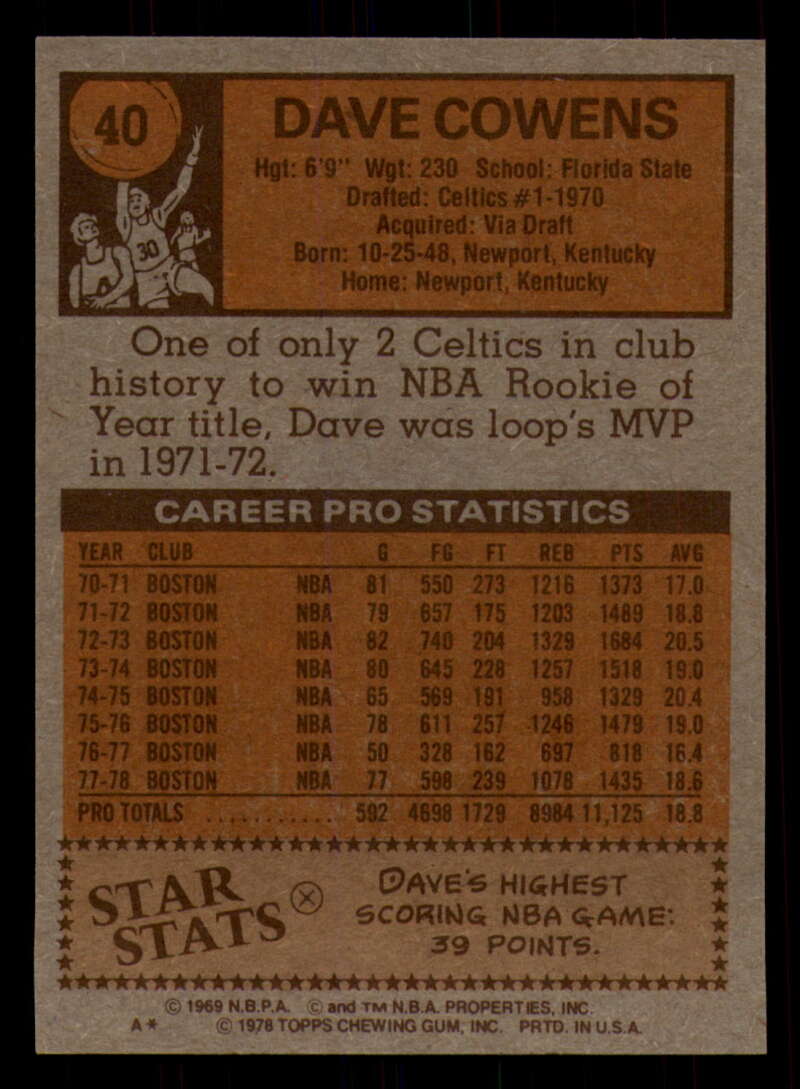 40
DAVE COWENS
Hgt: 6'9" Wgt: 230 School: Florida State
Drafted: Celtics #1-1970
Acquired: Via Draft
Born: 10-25-48, Newport, Kentucky
Home: Newport, Kentucky
30
One of only 2 Celtics in club
history to win NBA Rookie of
Year title, Dave was loop's MVP
in 1971-72.
CAREER PRO STATISTICS
YEAR CLUB G FG FT REB PTS AVG
70-71 BOSTON NBA 81 550 273 1216 1373 17.0
71-72 BOSTON NBA 79 657 175 1203 1489 18.8
72-73 BOSTON NBA 82 740 204 1329 1684 20.5
73-74 BOSTON NBA 80 645 228 1257 1518 19.0
74-75 BOSTON NBA 65 569 191 958 1329 20.4
75-76 BOSTON NBA 78 611 257 1246 1479 19.0
76-77 BOSTON NBA 50 328 162 697 818 16.4
77-78 BOSTON NBA 77 598 239 1078 1435 18.6
PRO TOTALS ........... 592 4698 1729 8984 11,125 18.8
STAR
STATS
DAVE'S HIGHEST
SCORING NBA GAME:
39 POINTS.
© 1969 N.B.P.A. © and TM N.B.A. PROPERTIES, INC.
A* © 1978 TOPPS CHEWING GUM, INC. PRTD. IN U.S.A.